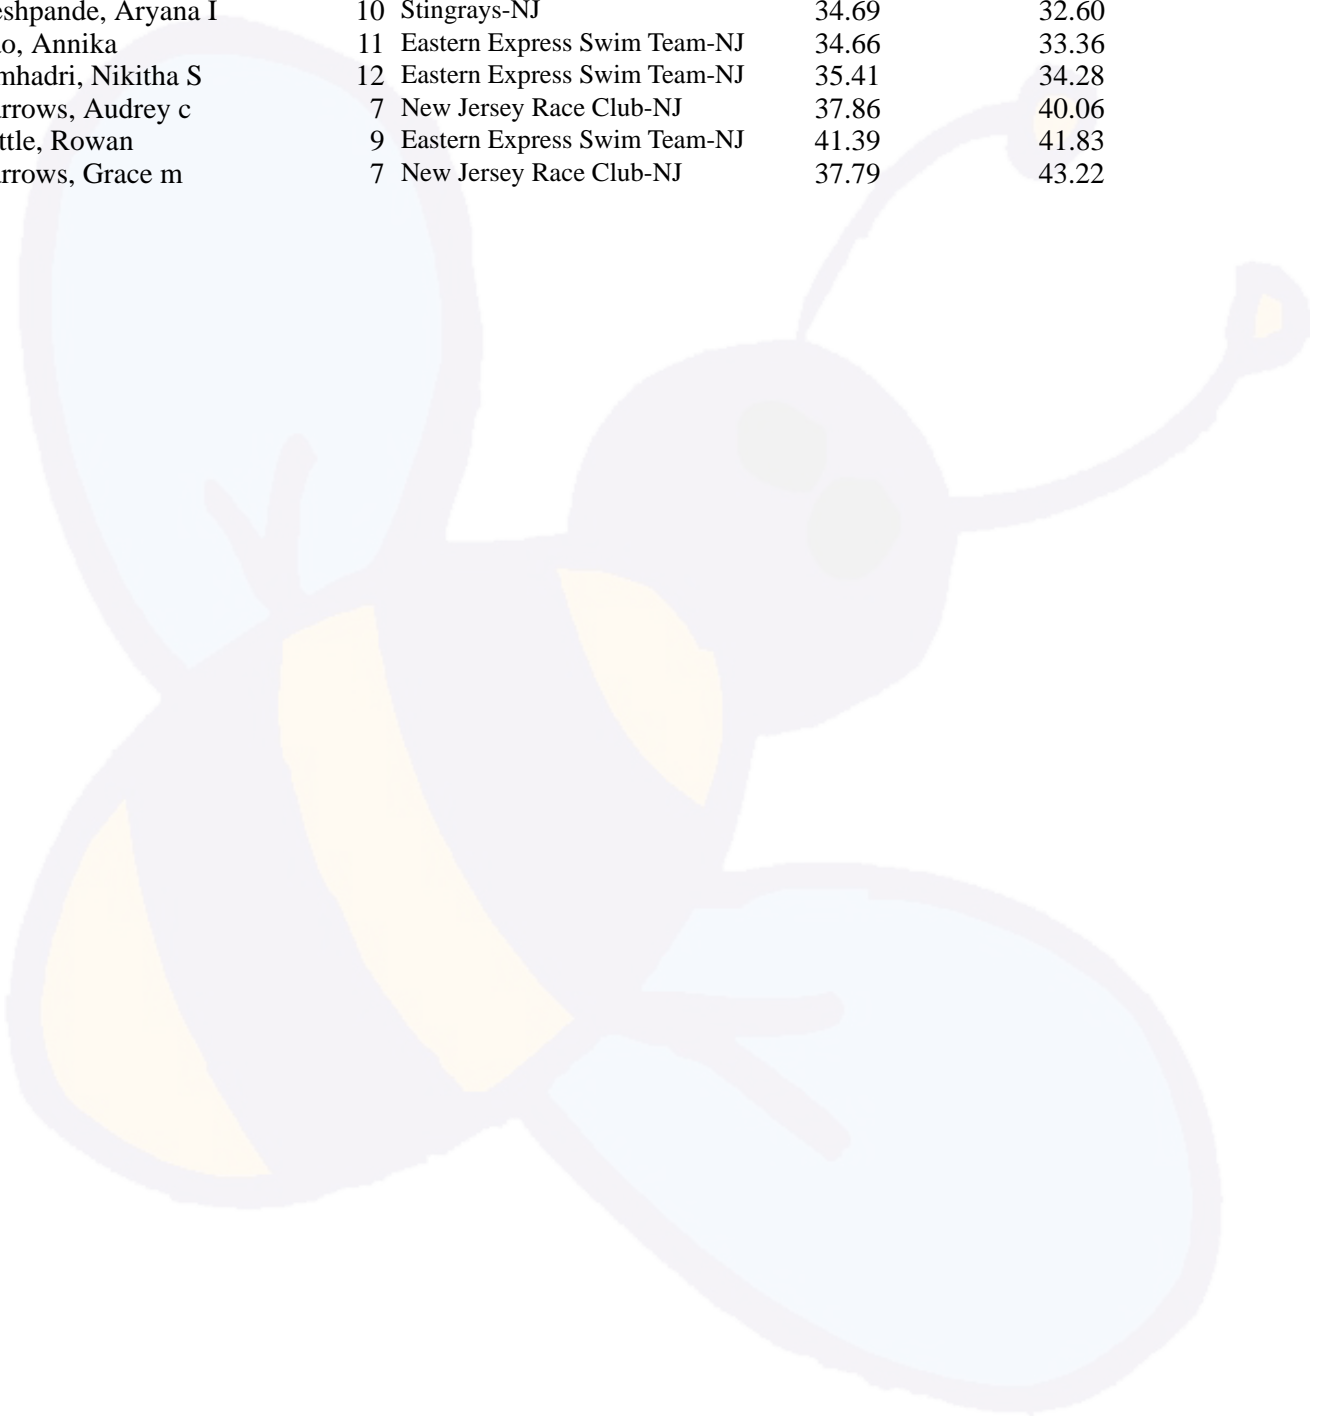 eshpande, Aryana I 10 Stingrays-NJ 34.69 32.60
o, Annika 11 Eastern Express Swim Team-NJ 34.66 33.36
mhadri, Nikitha S 12 Eastern Express Swim Team-NJ 35.41 34.28
rrows, Audrey c 7 New Jersey Race Club-NJ 37.86 40.06
ttle, Rowan 9 Eastern Express Swim Team-NJ 41.39 41.83
rrows, Grace m 7 New Jersey Race Club-NJ 37.79 43.22